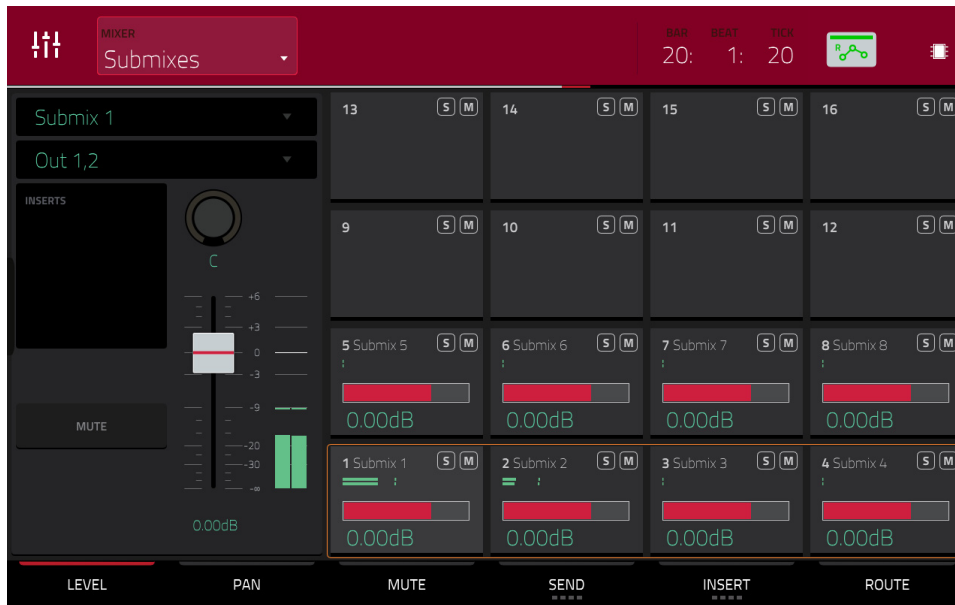 MIXER
Submixes
BAR BEAT TICK
20: 1: 20
R
Submix 1
Out 1,2
INSERTS
C
+6
+3
0
-3
-9
-20
-30
-∞
MUTE
0.00dB
13 S M
14 S M
15 S M
16 S M
9 S M
10 S M
11 S M
12 S M
5 Submix 5 S M
6 Submix 6 S M
7 Submix 7 S M
8 Submix 8 S M
0.00dB 0.00dB 0.00dB 0.00dB
1 Submix 1 S M
2 Submix 2 S M
3 Submix 3 S M
4 Submix 4 S M
0.00dB 0.00dB 0.00dB 0.00dB
LEVEL PAN MUTE SEND INSERT ROUTE